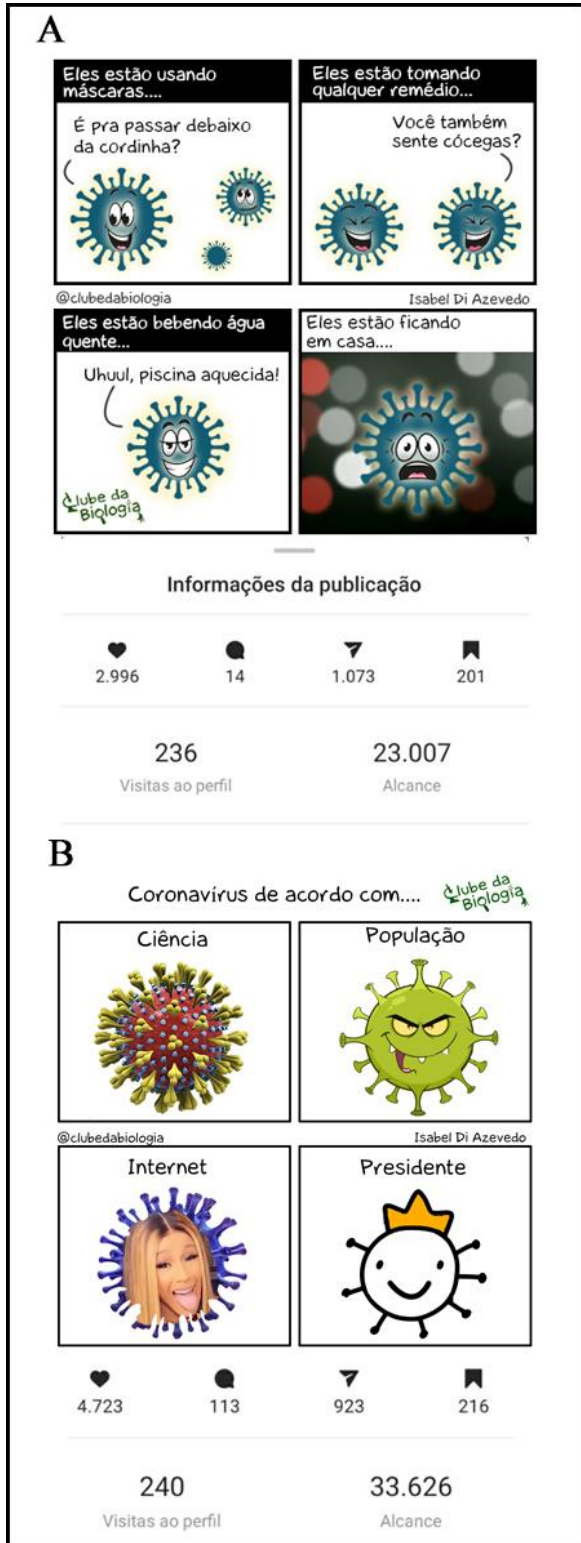 A
Eles estão usando
máscaras....
É pra passar debaixo
da cordinha?
Eles estão tomando
qualquer remédio...
Você também
sente cócegas?
@clubedabiologia
Isabel Di Azevedo
Eles estão bebendo água
quente...
Uhuul, piscina aquecida!
Clube da
Biologia
Eles estão ficando
em casa....
Informações da publicação
2.996 14 1.073 201
236 23.007
Visitas ao perfil Alcance
B
Coronavírus de acordo com....
Clube da
Biologia
Ciência
População
@clubedabiologia
Isabel Di Azevedo
Internet
Presidente
4.723 113 923 216
240 33.626
Visitas ao perfil Alcance